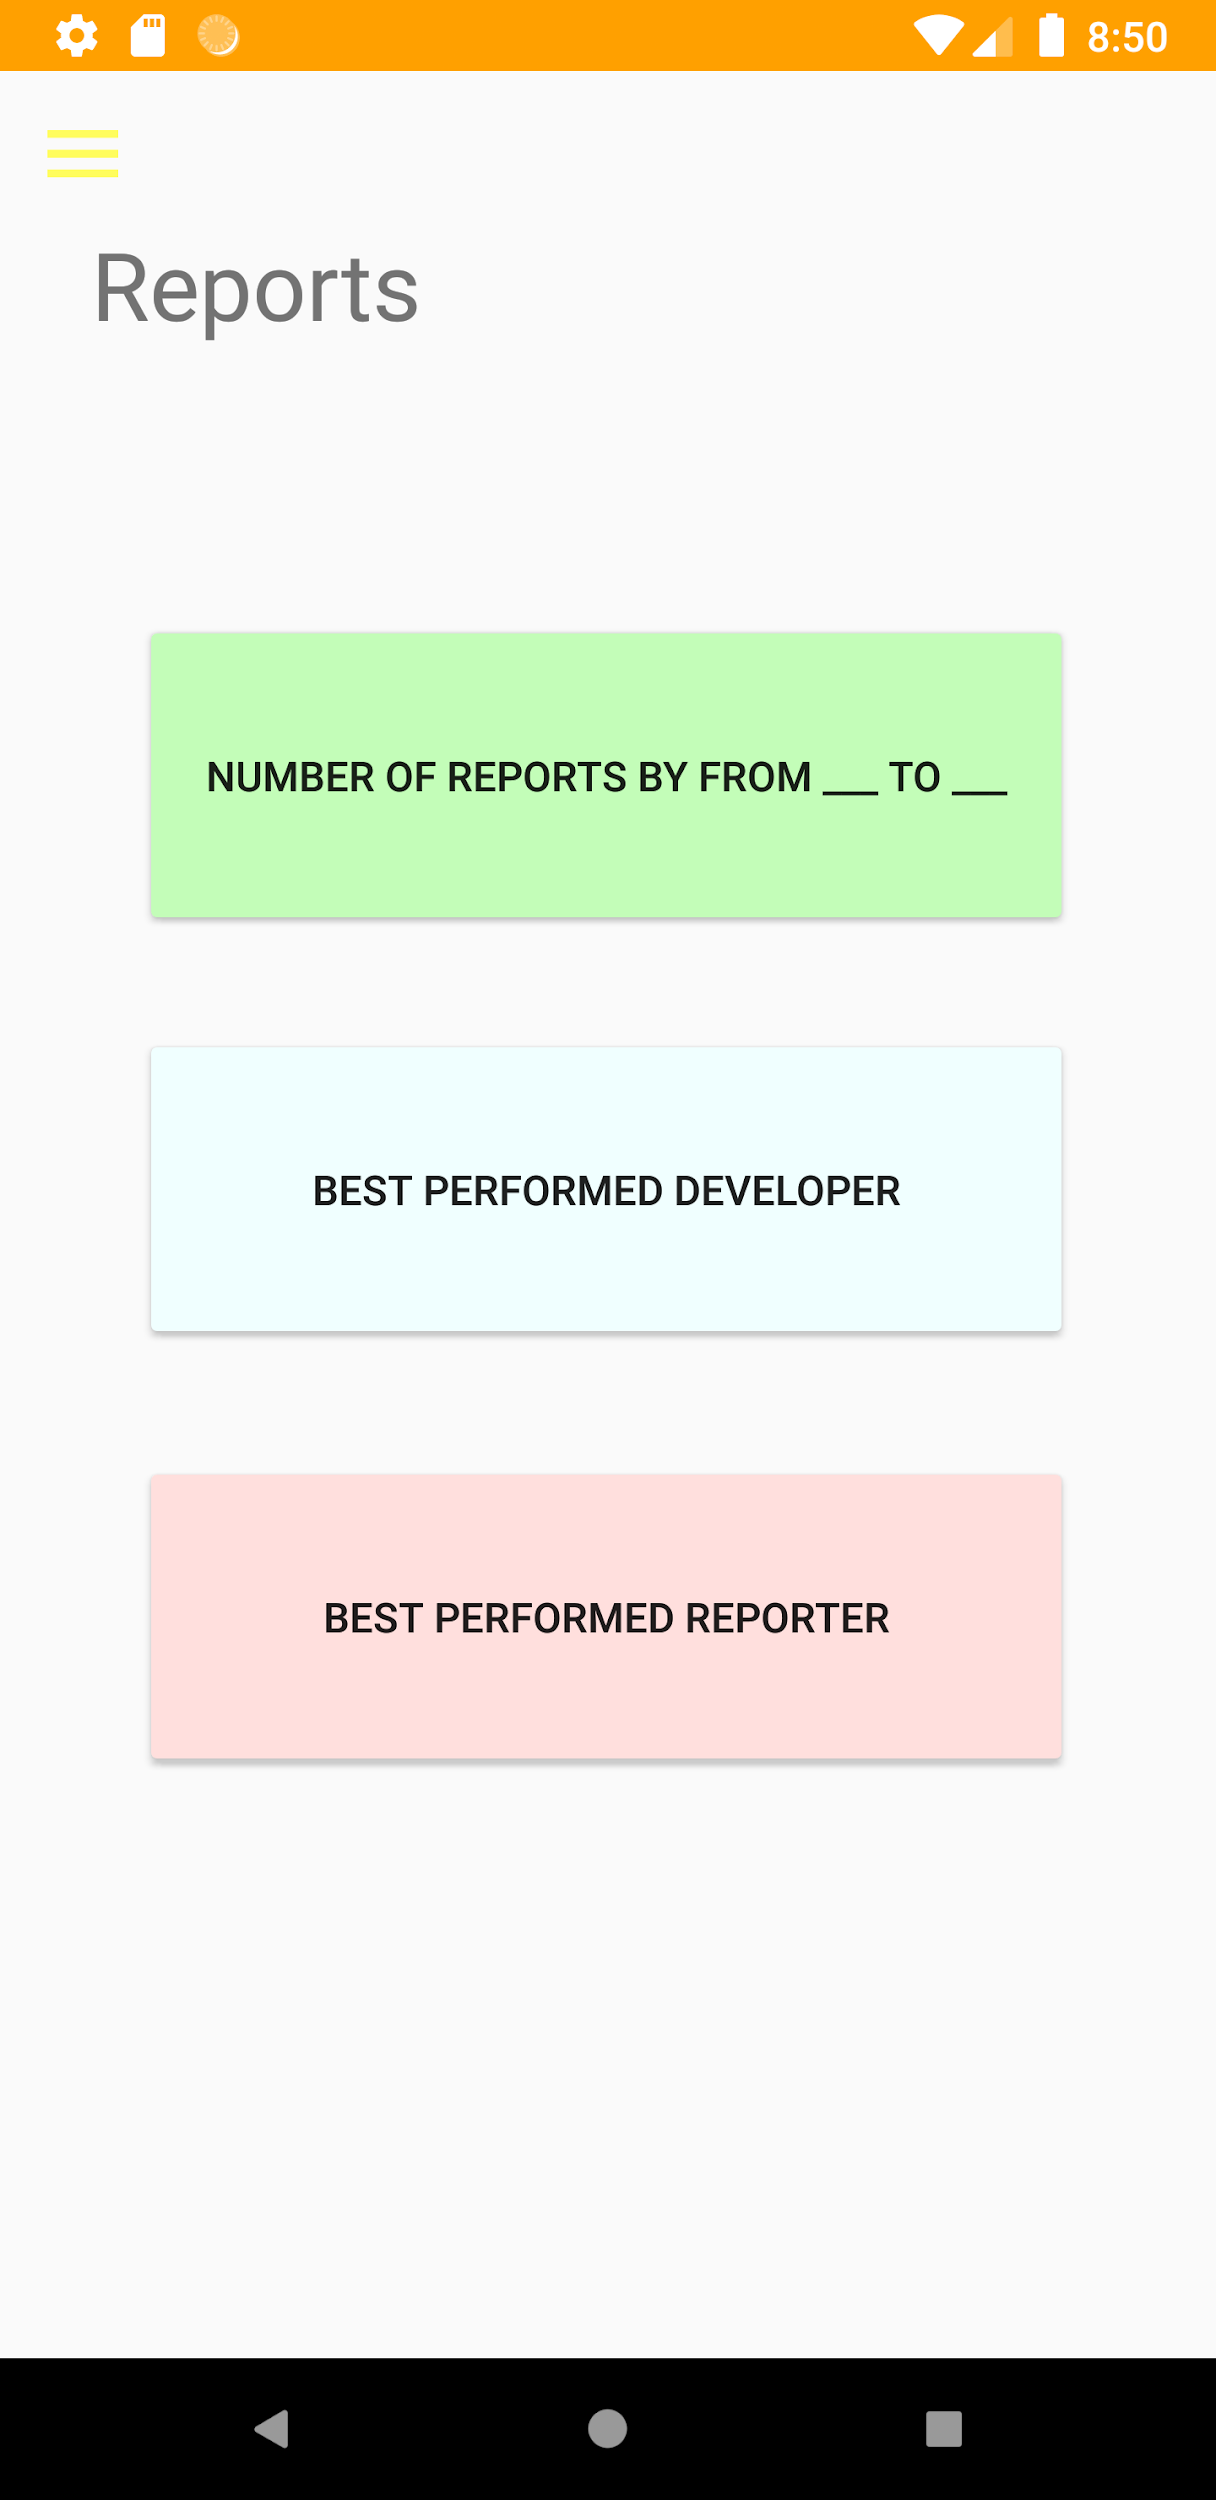 8:50
Reports
NUMBER OF REPORTS BY FROM ___ TO ___
BEST PERFORMED DEVELOPER
BEST PERFORMED REPORTER